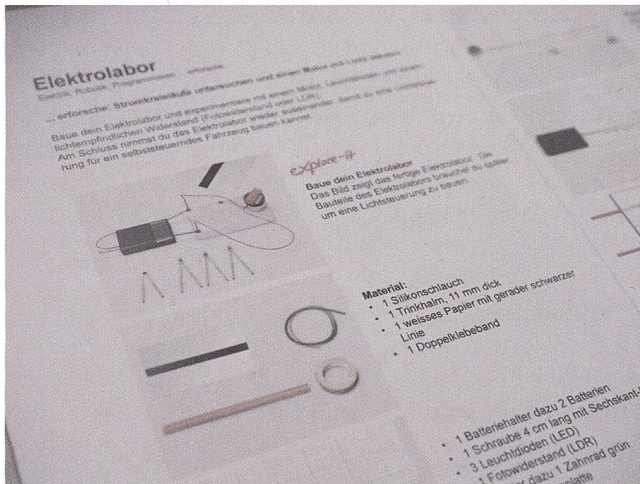 Elektrolabor
Elektrik, Robotik, Programmieren erforsche
... erforsche: Stromkreisläufe untersuchen und einen Motor mit Licht steuern
Baue dein Elektrolabor und experimentiere mit einem Motor, Leuchtdioden und einem
lichtempfindlichen Widerstand (Fotowiderstand oder LDR).
Am Schluss nimmst du das Elektrolabor wieder auseinander, damit du eine Lichtsteue-
rung für ein selbststeuerndes Fahrzeug bauen kannst.
explore-it
Baue dein Elektrolabor
Das Bild zeigt das fertige Elektrolabor. Die
Bauteile des Elektrolabors brauchst du später,
um eine Lichtsteuerung zu bauen.
Material:
• 1 Silikonschlauch
• 1 Trinkhalm, 11 mm dick
• 1 weisses Papier mit gerader schwarzer
Linie
• 1 Doppelklebeband
• 1 Batteriehalter dazu 2 Batterien
• 1 Schraube 4 cm lang mit Sechskant-
• 3 Leuchtdioden (LED)
• 1 Fotowiderstand (LDR)
dazu 1 Zahnrad grün